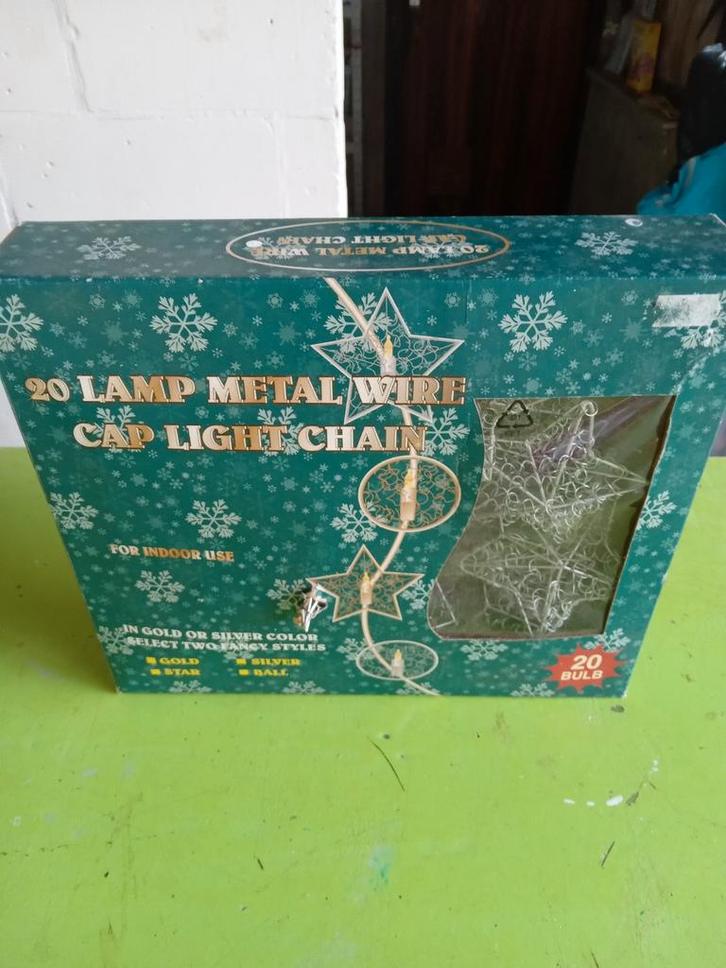 20 LAMP METAL WIRE
CAP LIGHT CHAIN
20 LAMP METAL WIRE
CAP LIGHT CHAIN
FOR INDOOR USE
IN GOLD OR SILVER COLOR
SELECT TWO FANCY STYLES
GOLD SILVER
STAR BALL
20
BULB